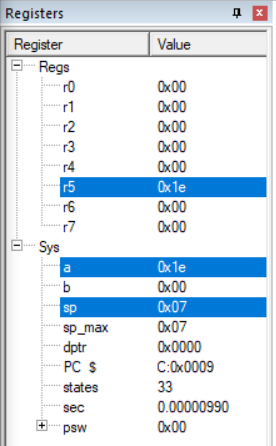 Registers
Register Value
Regs
r0 0x00
r1 0x00
r2 0x00
r3 0x00
r4 0x00
r5 0x1e
r6 0x00
r7 0x00
Sys
a 0x1e
b 0x00
sp 0x07
sp_max 0x07
dptr 0x0000
PC $ C:0x0009
states 33
sec 0.00000990
psw 0x00